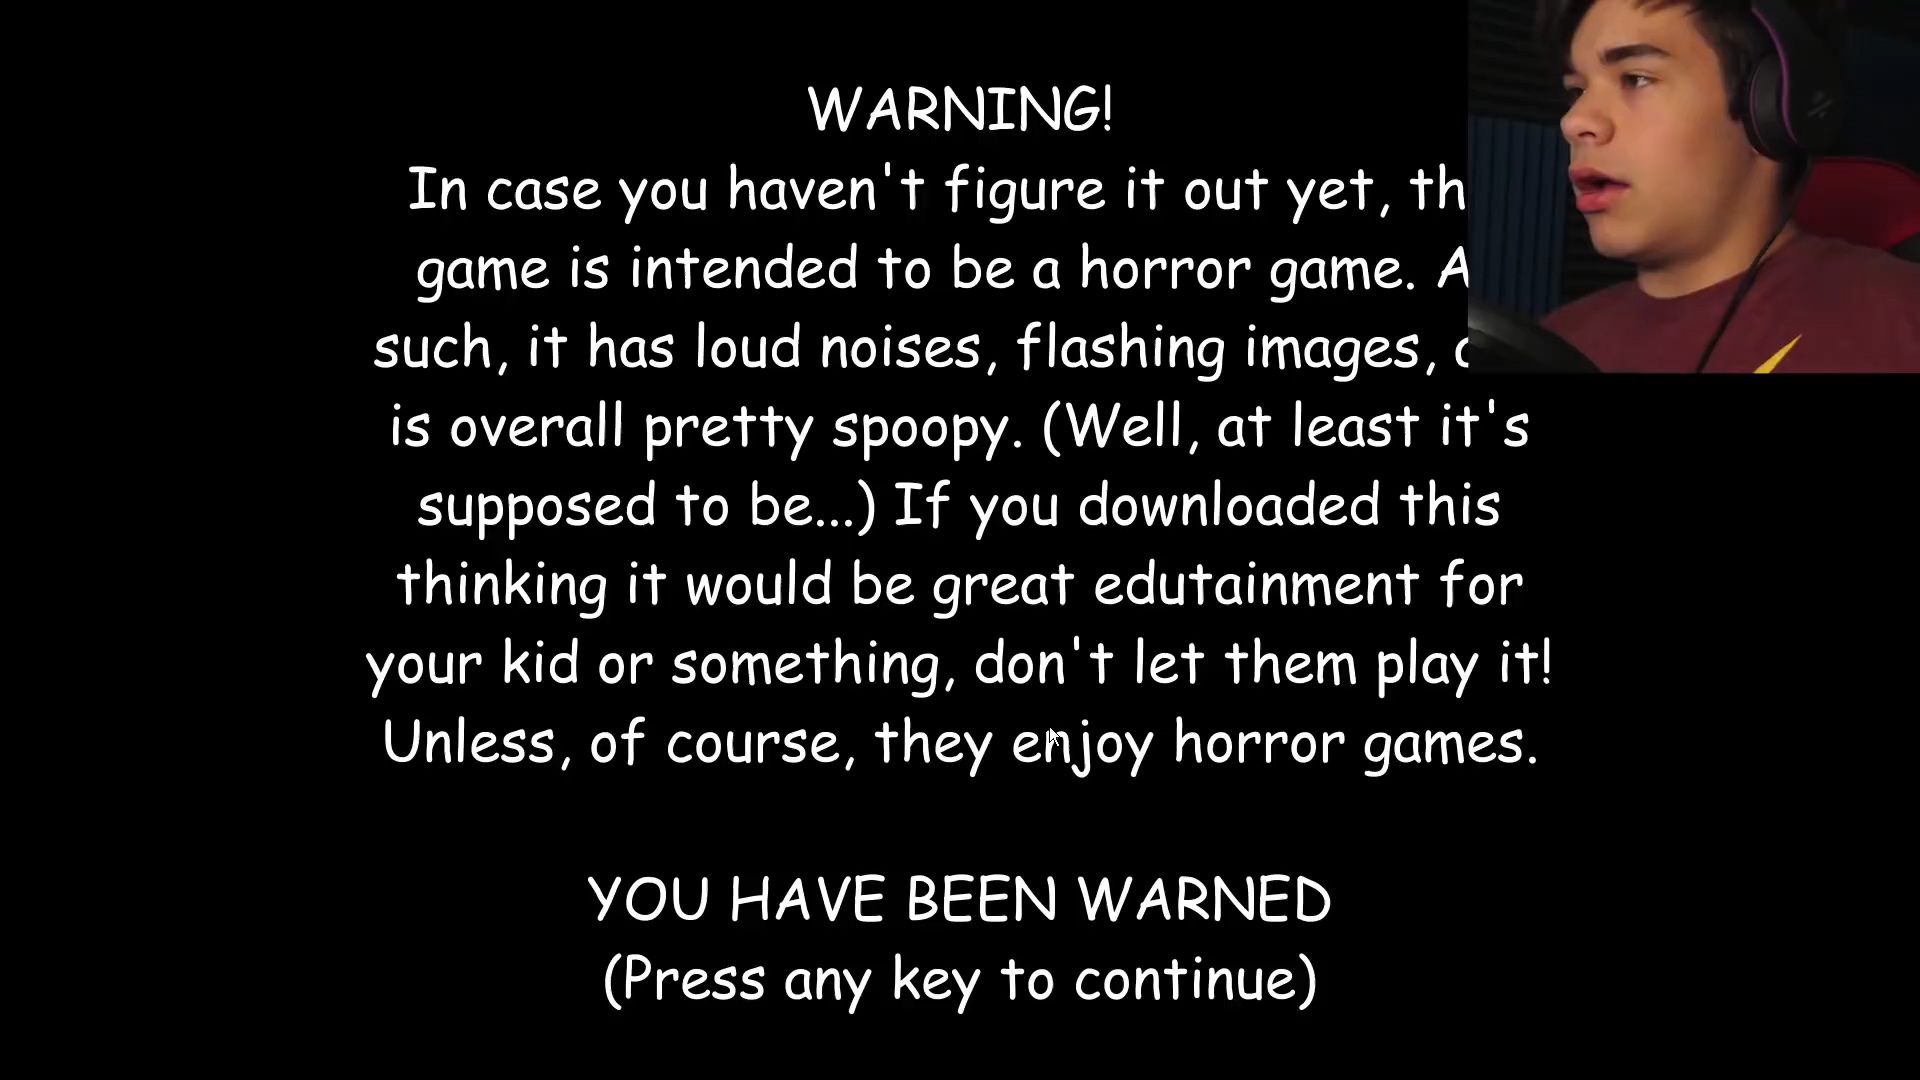 WARNING!
In case you haven't figure it out yet, th
game is intended to be a horror game. A
such, it has loud noises, flashing images,
is overall pretty spoopy. (Well, at least it's
supposed to be...) If you downloaded this
thinking it would be great edutainment for
your kid or something, don't let them play it!
Unless, of course, they enjoy horror games.
YOU HAVE BEEN WARNED
(Press any key to continue)